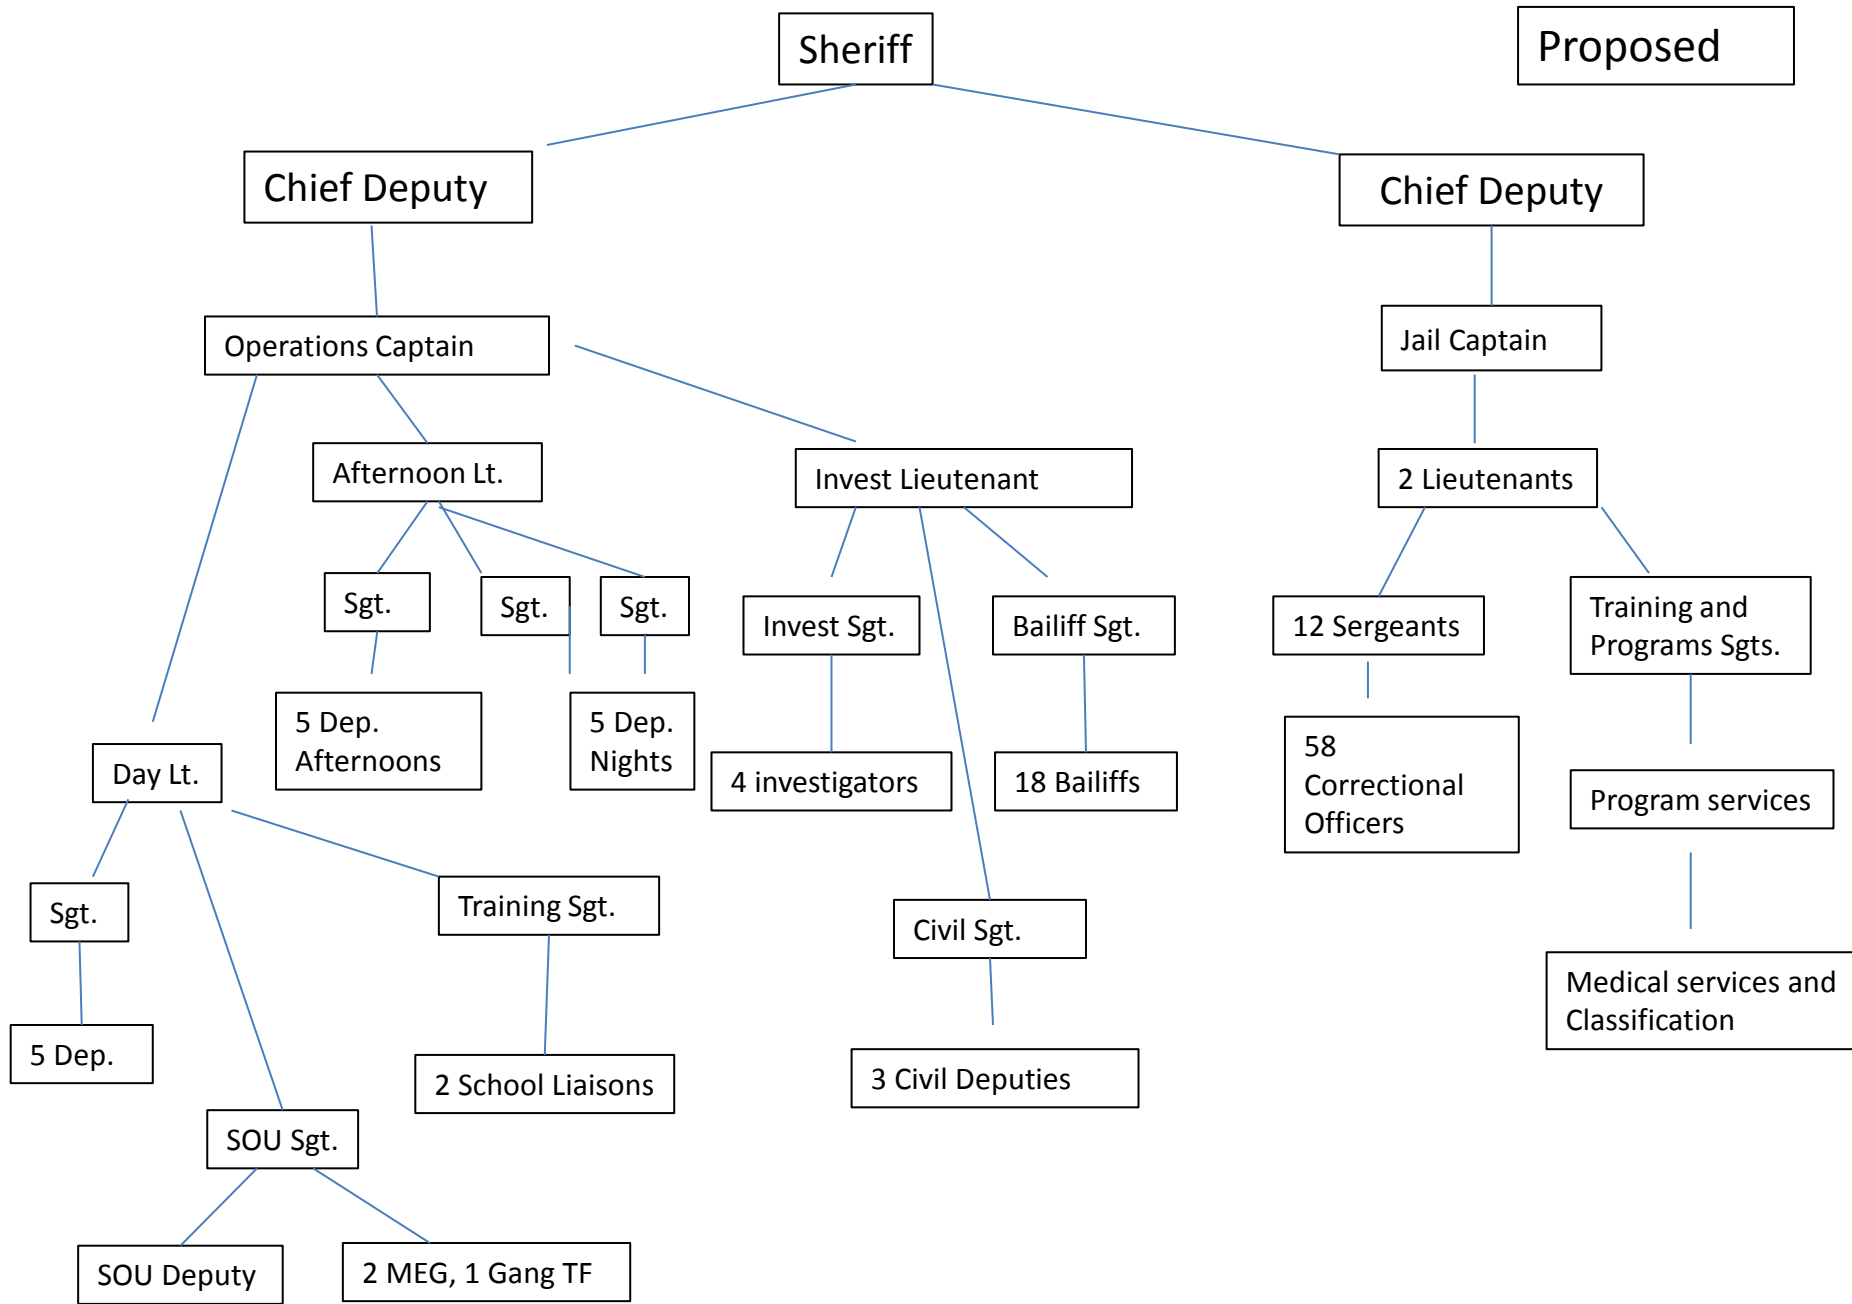 Sheriff
Proposed
Chief Deputy
Chief Deputy
Operations Captain
Jail Captain
Afternoon Lt.
Invest Lieutenant
2 Lieutenants
Sgt.
Sgt.
Sgt.
Invest Sgt.
Bailiff Sgt.
12 Sergeants
Training and
Programs Sgts.
5 Dep.
Afternoons
5 Dep.
Nights
Day Lt.
4 investigators
18 Bailiffs
58
Correctional
Officers
Program services
Sgt.
Training Sgt.
Civil Sgt.
Medical services and
Classification
5 Dep.
2 School Liaisons
3 Civil Deputies
SOU Sgt.
SOU Deputy
2 MEG, 1 Gang TF